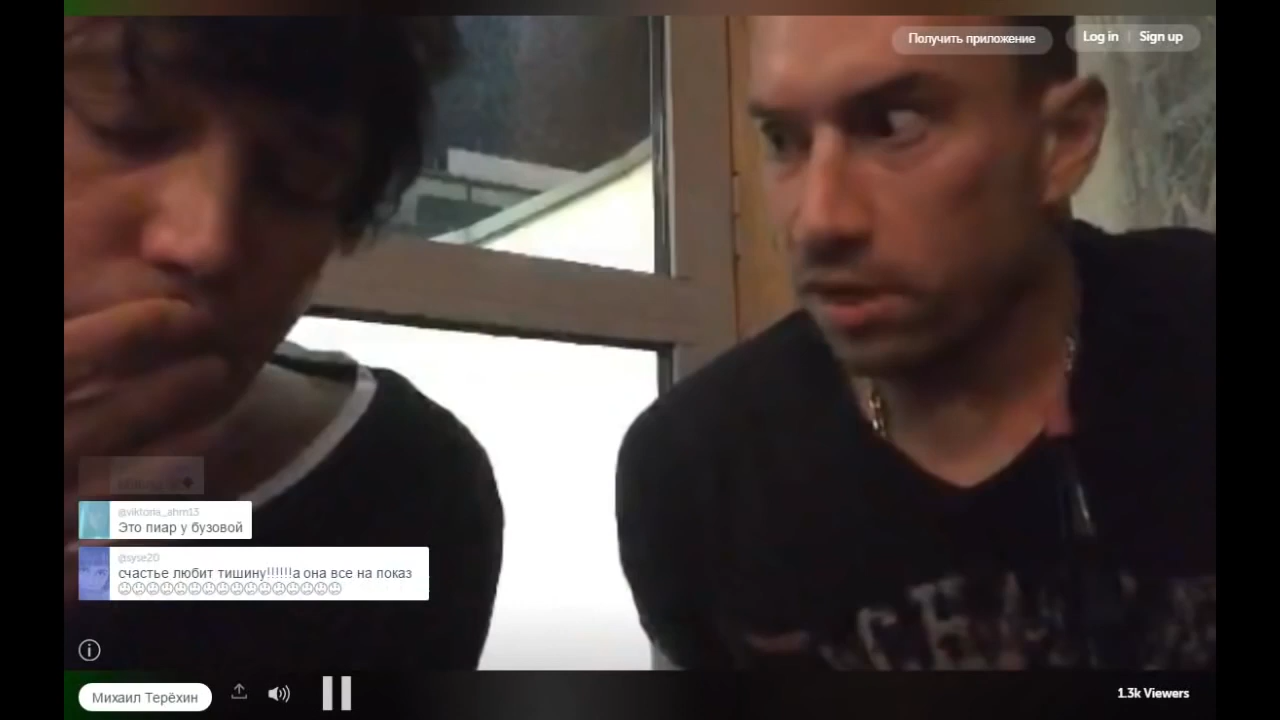 Получить приложение
Log in | Sign up
@viktoria_ahm13
Это пиар у бузовой
@syse20
счастье любит тишину!!!!!!а она все на показ
Михаил Терёхин
1.3k Viewers